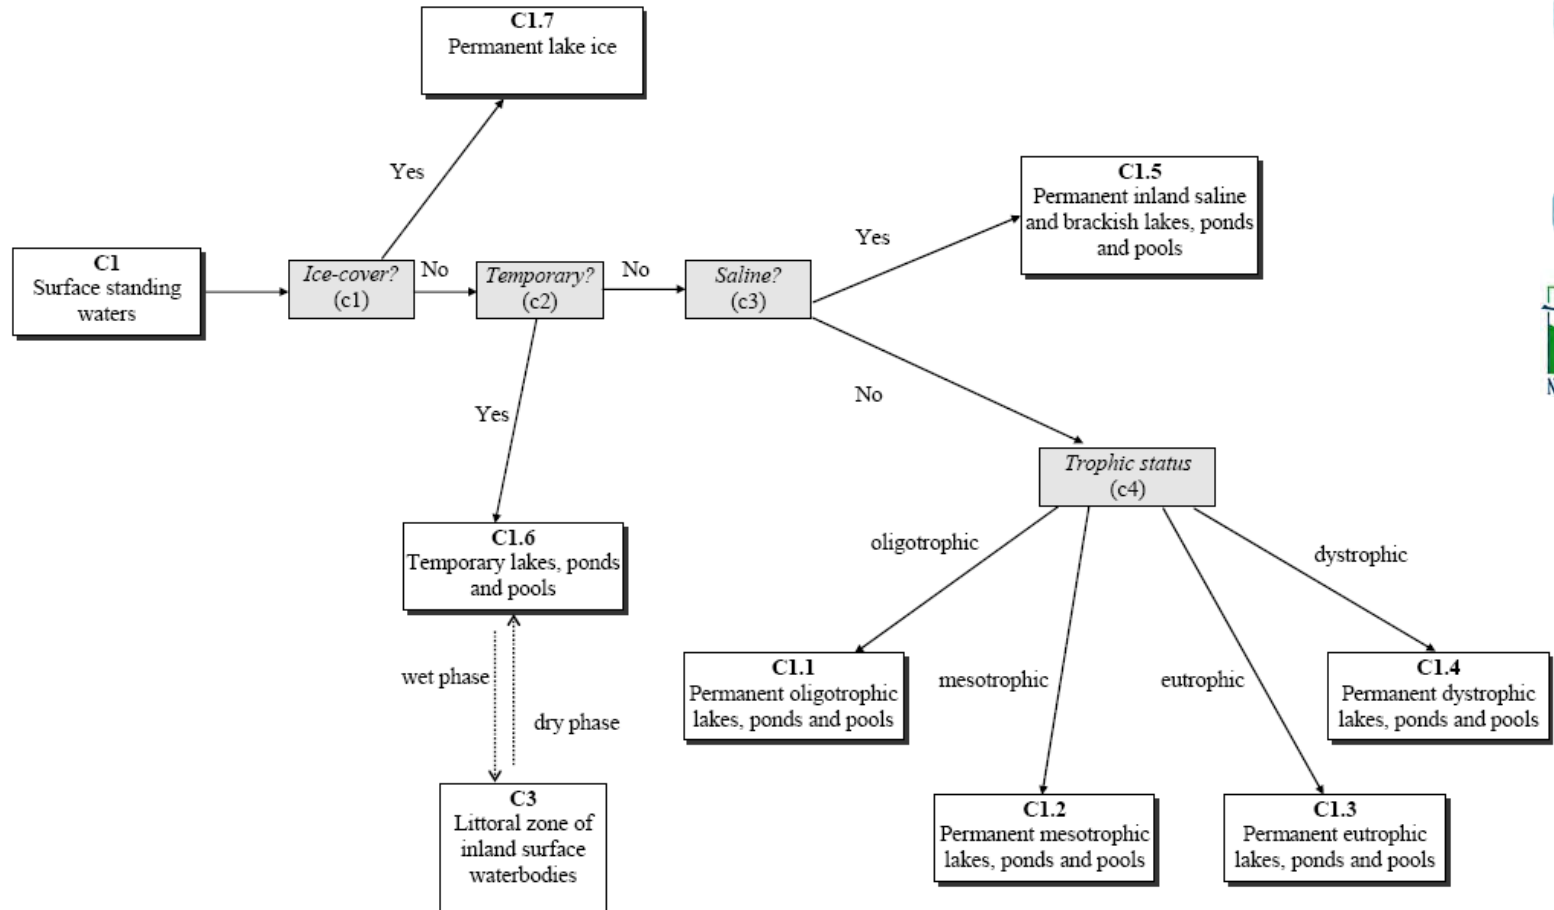 C1.7
Permanent lake ice
Yes
C1.5
Permanent inland saline
and brackish lakes, ponds
and pools
Yes
C1
Surface standing
waters
Ice-cover?
(c1)
No
Temporary?
(c2)
No
Saline?
(c3)
No
Yes
Trophic status
(c4)
oligotrophic
dystrophic
C1.6
Temporary lakes, ponds
and pools
wet phase
dry phase
mesotrophic
eutrophic
C1.1
Permanent oligotrophic
lakes, ponds and pools
C1.4
Permanent dystrophic
lakes, ponds and pools
C3
Littoral zone of
inland surface
waterbodies
C1.2
Permanent mesotrophic
lakes, ponds and pools
C1.3
Permanent eutrophic
lakes, ponds and pools